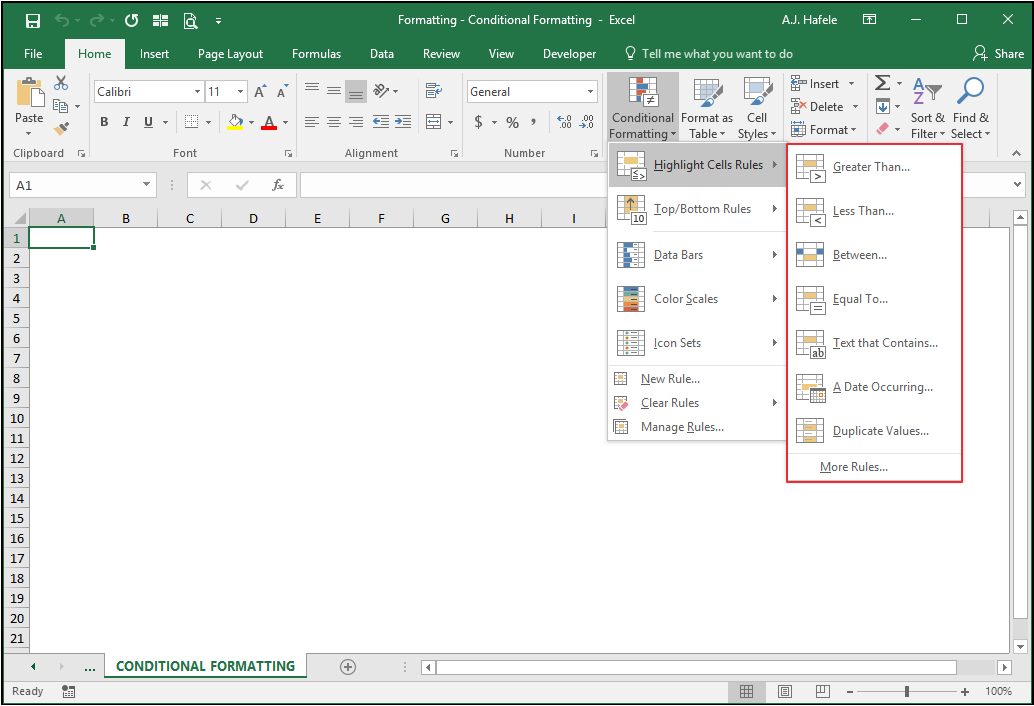 Formatting - Conditional Formatting - Excel
A.J. Hafele
File Home Insert Page Layout Formulas Data Review View Developer Tell me what you want to do Share
Paste
Clipboard
Calibri 11
B I U
A
Font
Alignment
General
$ % ,
.00
.0
Number
Conditional Formatting
Format as Table
Cell Styles
Insert
Delete
Format
Sort & Filter
Find & Select
A1
fx
A B C D E F G H I
1
2
3
4
5
6
7
8
9
10
11
12
13
14
15
16
17
18
19
20
21
Highlight Cells Rules
Top/Bottom Rules
10
Data Bars
Color Scales
Icon Sets
New Rule...
Clear Rules
Manage Rules...
Greater Than...
Less Than...
Between...
Equal To...
Text that Contains...
ab
A Date Occurring...
Duplicate Values...
More Rules...
... CONDITIONAL FORMATTING
Ready
100%